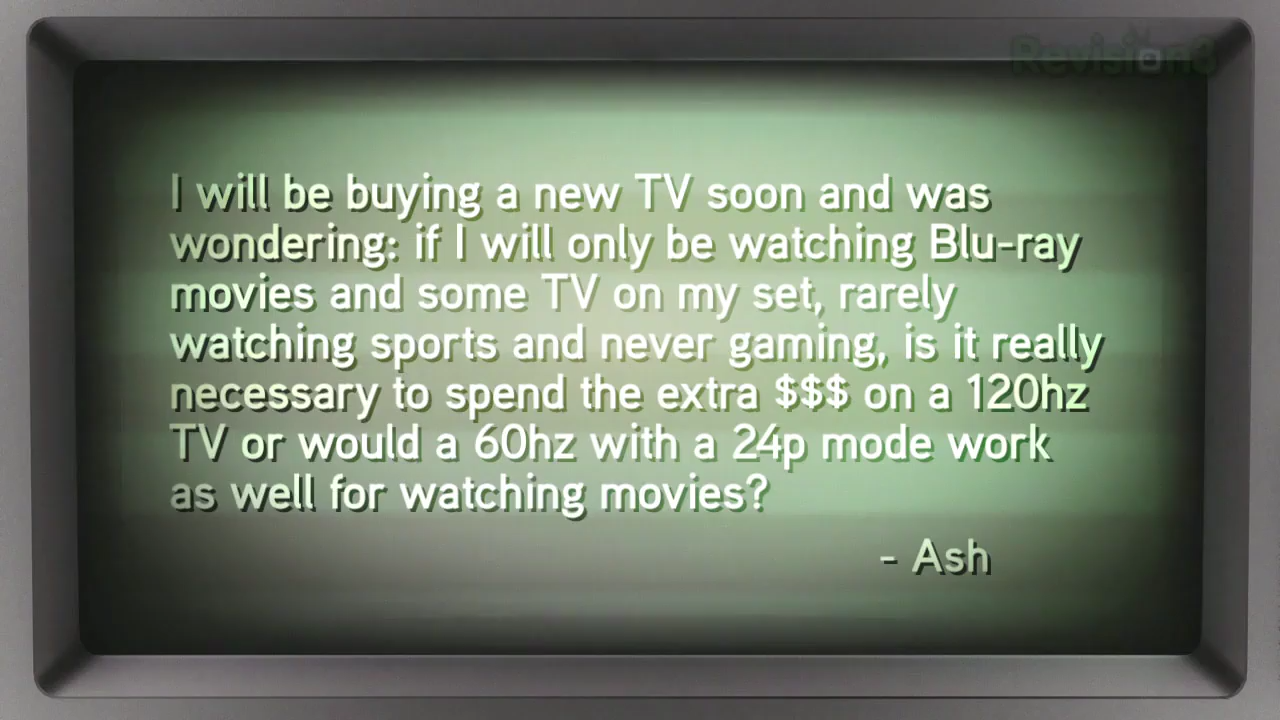 Revision3
I will be buying a new TV soon and was
wondering: if I will only be watching Blu-ray
movies and some TV on my set, rarely
watching sports and never gaming, is it really
necessary to spend the extra $$$ on a 120hz
TV or would a 60hz with a 24p mode work
as well for watching movies?
- Ash